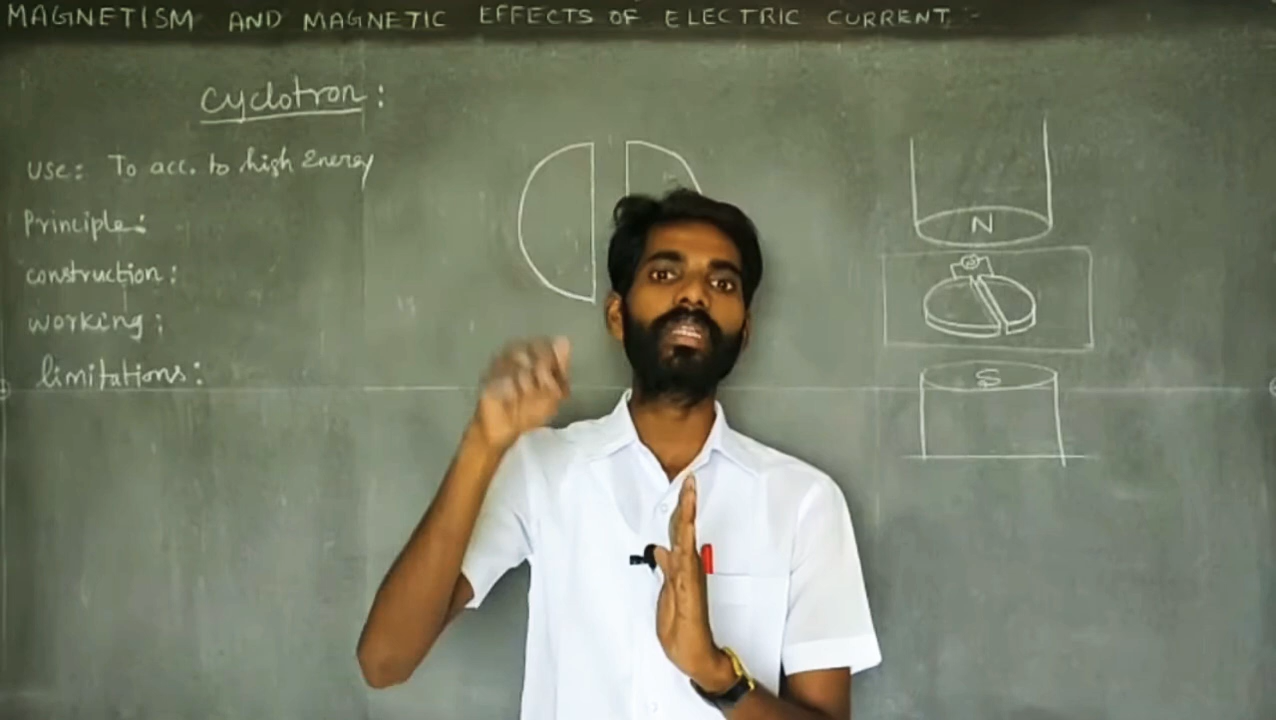 MAGNETISM AND MAGNETIC EFFECTS OF ELECTRIC CURRENT :-
Cyclotron :
Use : To acc. to high Energy
Principle :
construction :
working ;
limitations :
N
S